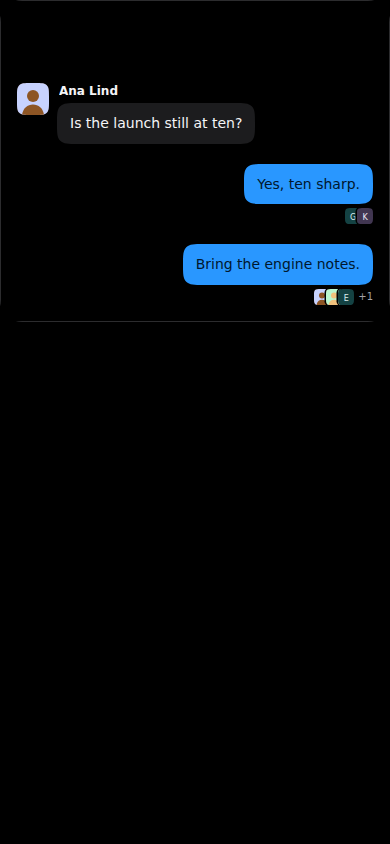 Ana Lind
Is the launch still at ten?
Yes, ten sharp.
G K
Bring the engine notes.
E +1